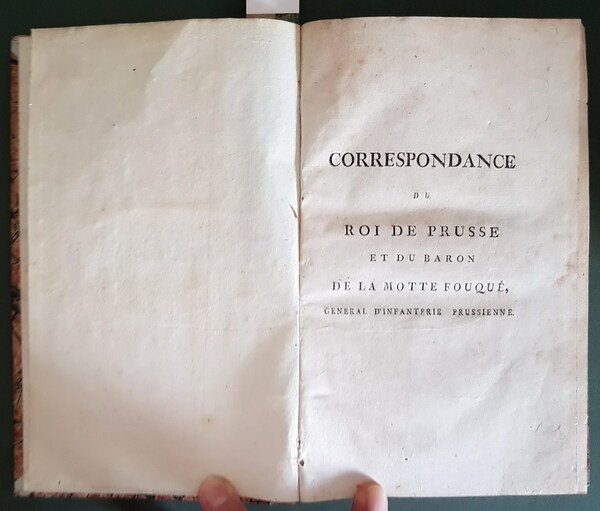 CORRESPONDANCE
DU
ROI DE PRUSSE
ET DU BARON
DE LA MOTTE FOUQUÉ,
GENERAL D'INFANTERIE PRUSSIENNE.